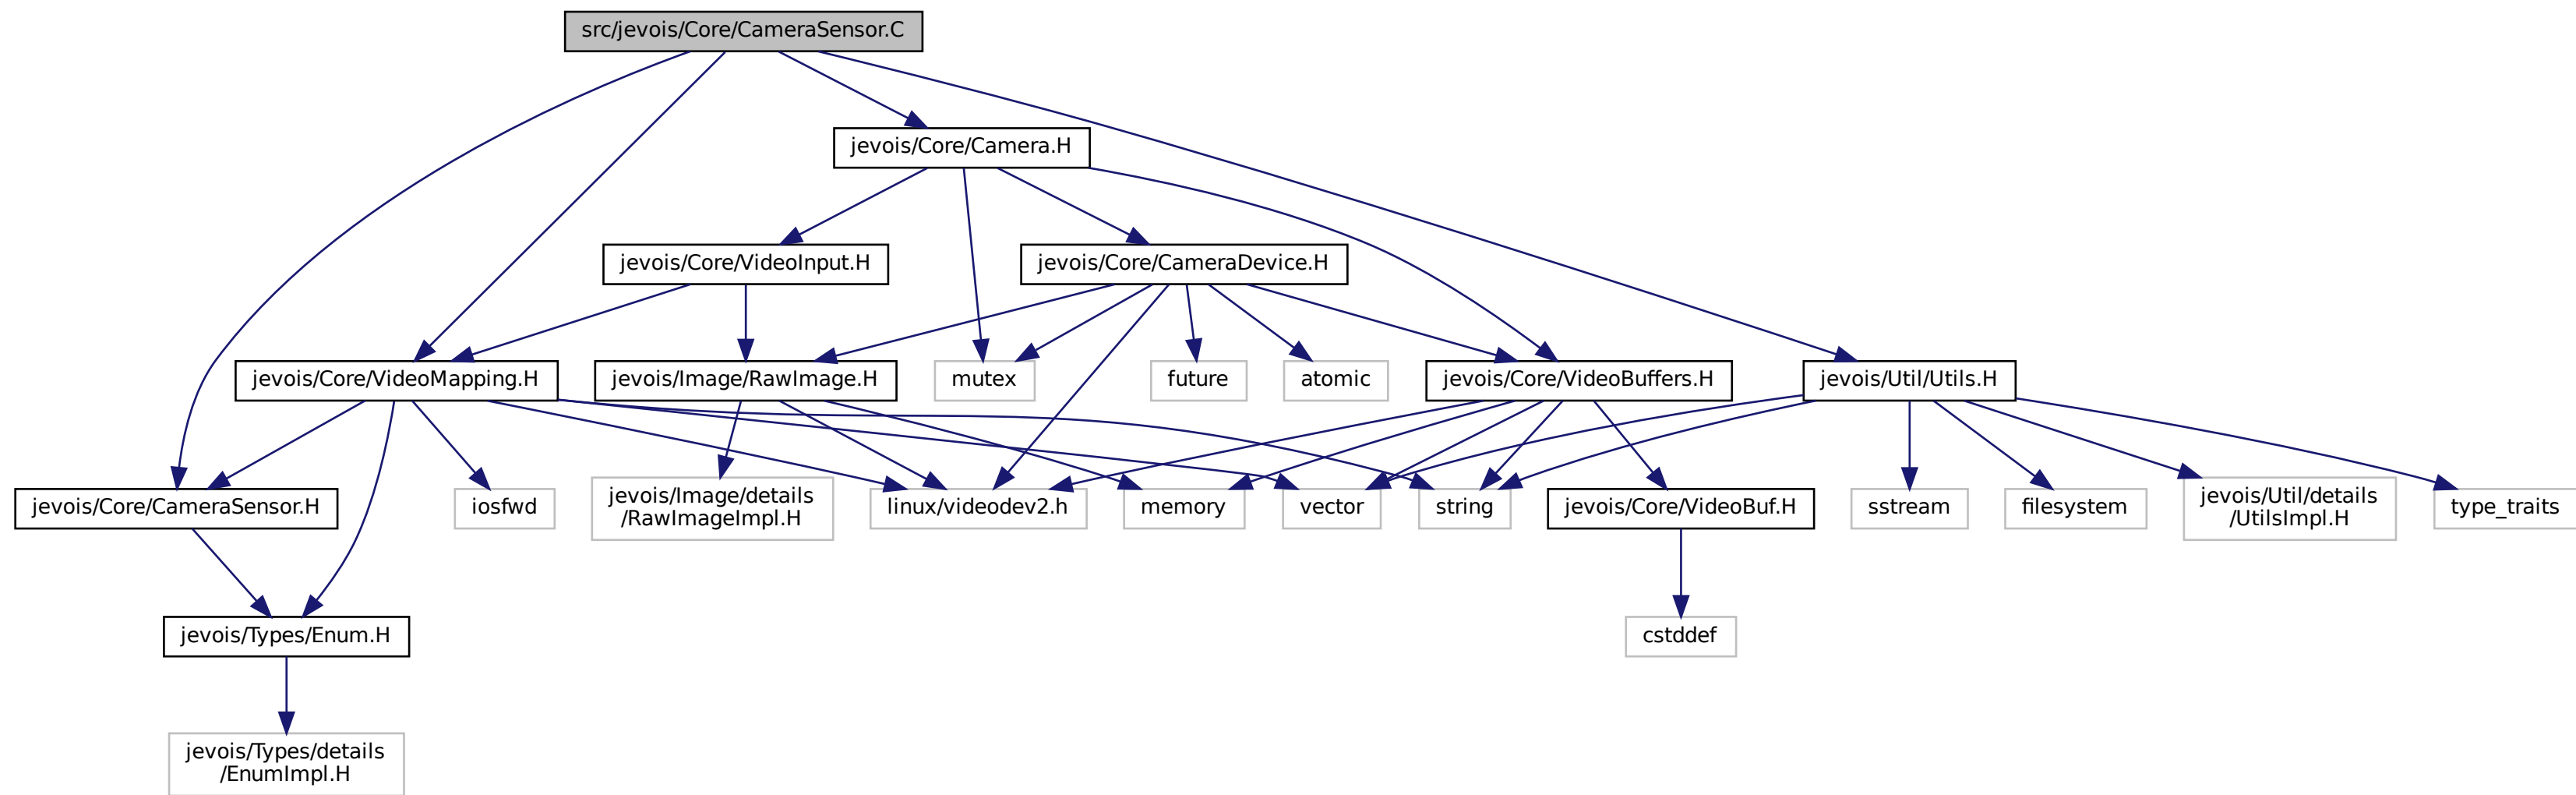 src/jevois/Core/CameraSensor.C
jevois/Core/Camera.H
jevois/Core/VideoInput.H
jevois/Core/CameraDevice.H
jevois/Core/VideoMapping.H
jevois/Image/RawImage.H
mutex
future
atomic
jevois/Core/VideoBuffers.H
jevois/Util/Utils.H
jevois/Core/CameraSensor.H
iosfwd
jevois/Image/details
/RawImageImpl.H
linux/videodev2.h
memory
vector
string
jevois/Core/VideoBuf.H
sstream
filesystem
jevois/Util/details
/UtilsImpl.H
type_traits
jevois/Types/Enum.H
cstddef
jevois/Types/details
/EnumImpl.H